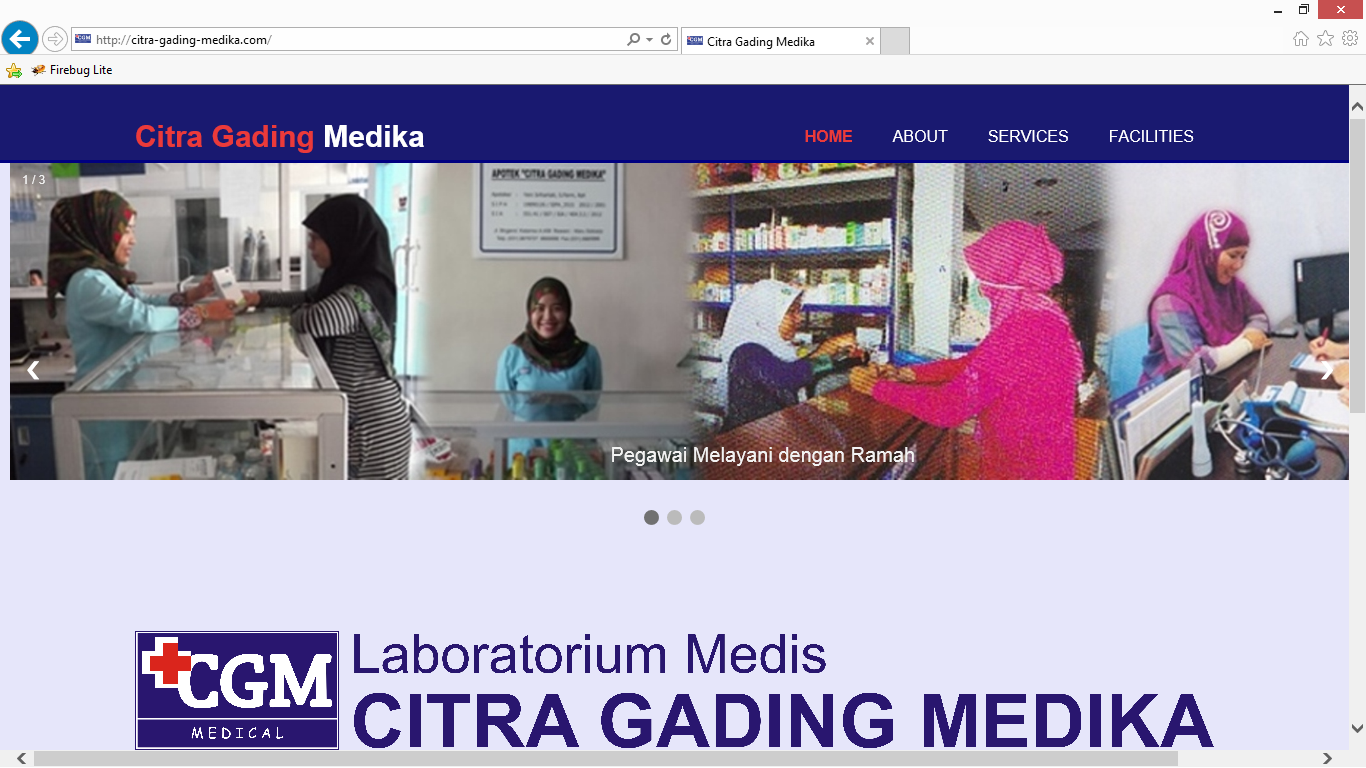 http://citra-gading-medika.com/
Citra Gading Medika
Firebug Lite
Citra Gading Medika
HOME
ABOUT
SERVICES
FACILITIES
1 / 3
APOTEK "CITRA GADING MEDIKA"
Pegawai Melayani dengan Ramah
CGM
MEDICAL
Laboratorium Medis
CITRA GADING MEDIKA